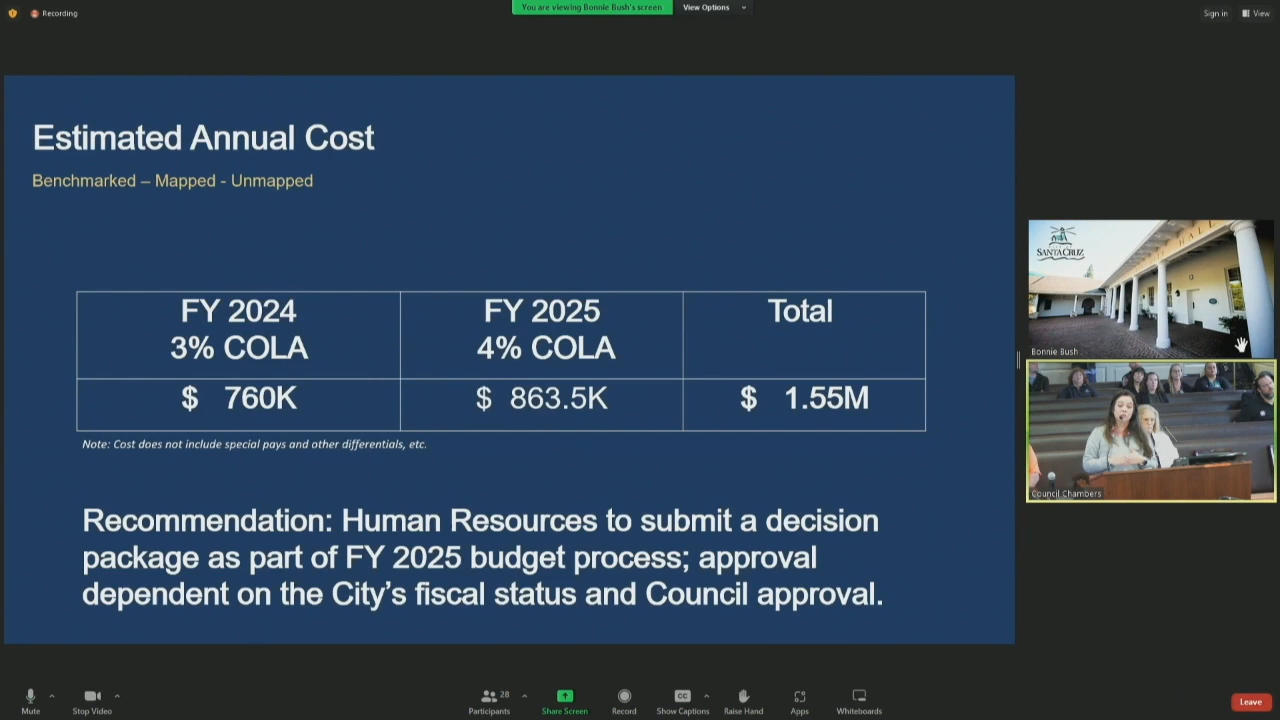 Recording
You are viewing Bonnie Bush's screen
View Options
Sign in
View
Estimated Annual Cost
Benchmarked – Mapped - Unmapped
FY 2024
3% COLA
FY 2025
4% COLA
Total
$ 760K
$ 863.5K
$ 1.55M
Note: Cost does not include special pays and other differentials, etc.
Recommendation: Human Resources to submit a decision
package as part of FY 2025 budget process; approval
dependent on the City's fiscal status and Council approval.
SANTA CRUZ
HALL
Bonnie Bush
Council Chambers
Mute
Stop Video
Participants
28
Share Screen
Record
CC
Show Captions
Raise Hand
Apps
Whiteboards
Leave